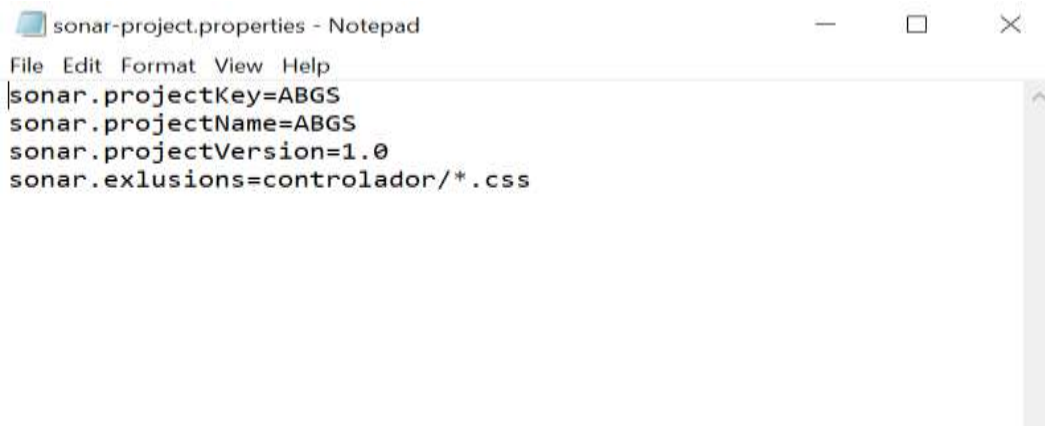 sonar-project.properties - Notepad
File Edit Format View Help
sonar.projectKey=ABGS
sonar.projectName=ABGS
sonar.projectVersion=1.0
sonar.exlusions=controlador/*.css